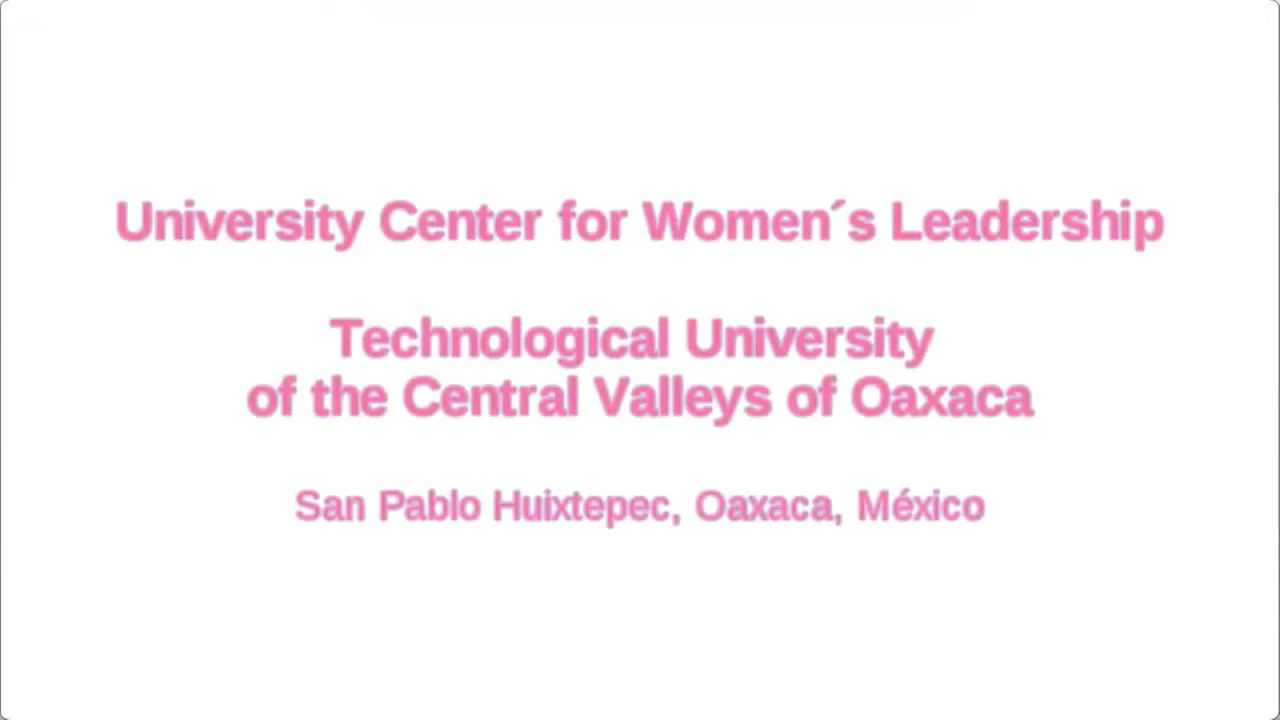 University Center for Women´s Leadership
Technological University
of the Central Valleys of Oaxaca
San Pablo Huixtepec, Oaxaca, México